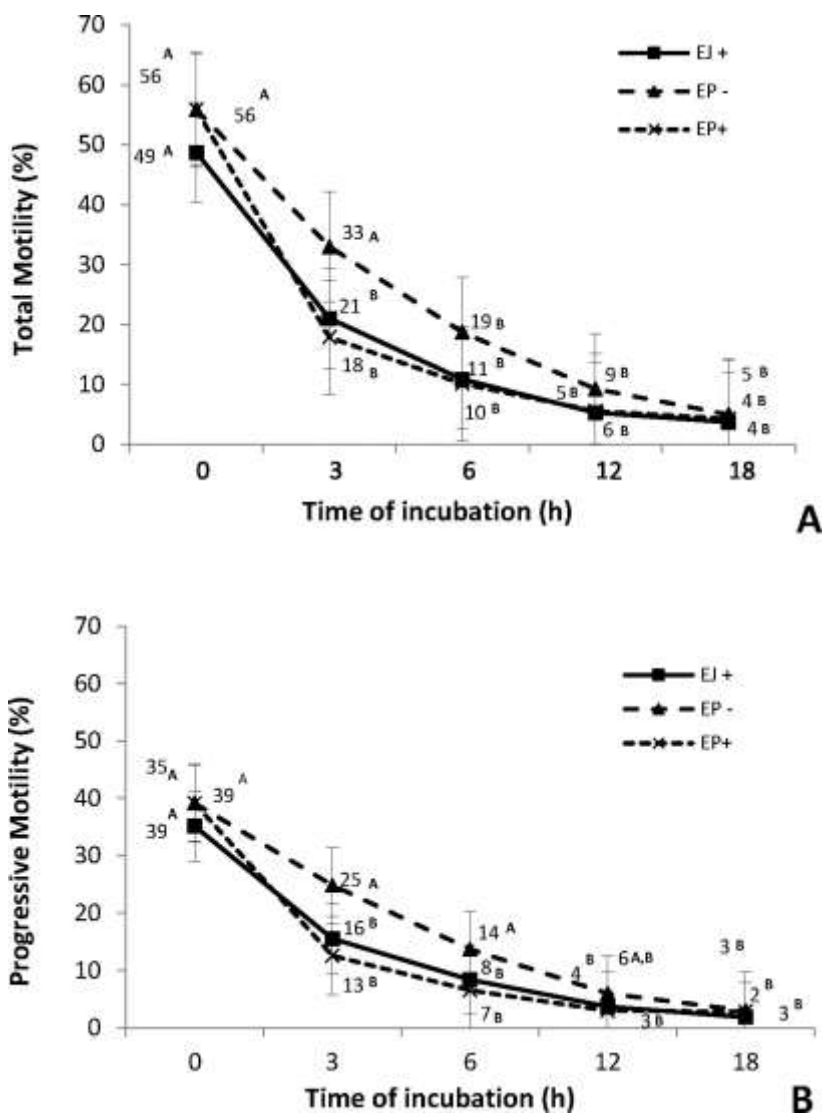 70
60
50
40
30
20
10
0
Total Motility (%)
56 A
56 A
49 A
33 A
21 B
18 B
19 B
11 B
10 B
9 B
5 B
6 B
5 B
4 B
4 B
EJ +
EP -
EP+
0 3 6 12 18
Time of incubation (h)
A
70
60
50
40
30
20
10
0
Progressive Motility (%)
35 A
39 A
39 A
25 A
16 B
13 B
14 A
8 B
7 B
4 B
6 A,B
3 B
3 B
2 B
3 B
EJ +
EP -
EP+
0 3 6 12 18
Time of incubation (h)
B